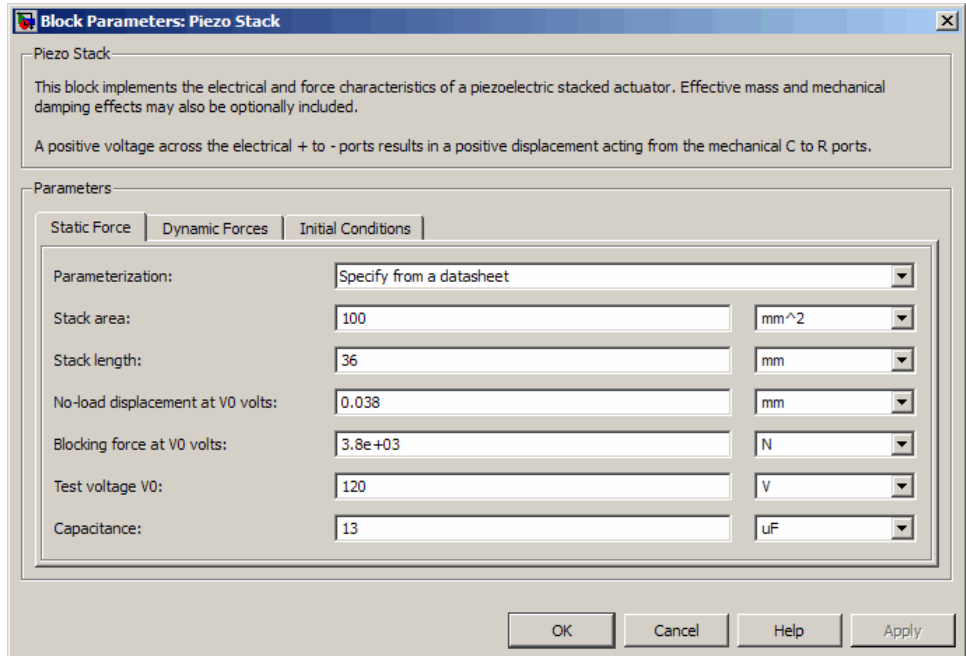 Block Parameters: Piezo Stack
Piezo Stack
This block implements the electrical and force characteristics of a piezoelectric stacked actuator. Effective mass and mechanical
damping effects may also be optionally included.
A positive voltage across the electrical + to - ports results in a positive displacement acting from the mechanical C to R ports.
Parameters
Static Force Dynamic Forces Initial Conditions
Parameterization: Specify from a datasheet
Stack area: 100 mm^2
Stack length: 36 mm
No-load displacement at V0 volts: 0.038 mm
Blocking force at V0 volts: 3.8e+03 N
Test voltage V0: 120 V
Capacitance: 13 uF
OK Cancel Help Apply